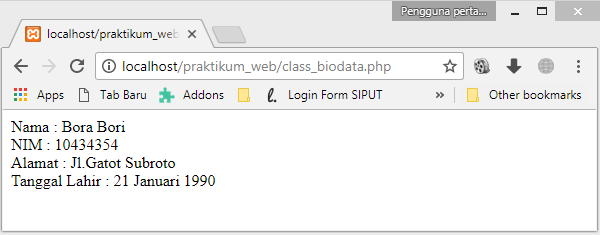 Pengguna perta...
localhost/praktikum_web
localhost/praktikum_web/class_biodata.php
Apps Tab Baru Addons Login Form SIPUT » Other bookmarks
Nama : Bora Bori
NIM : 10434354
Alamat : Jl.Gatot Subroto
Tanggal Lahir : 21 Januari 1990